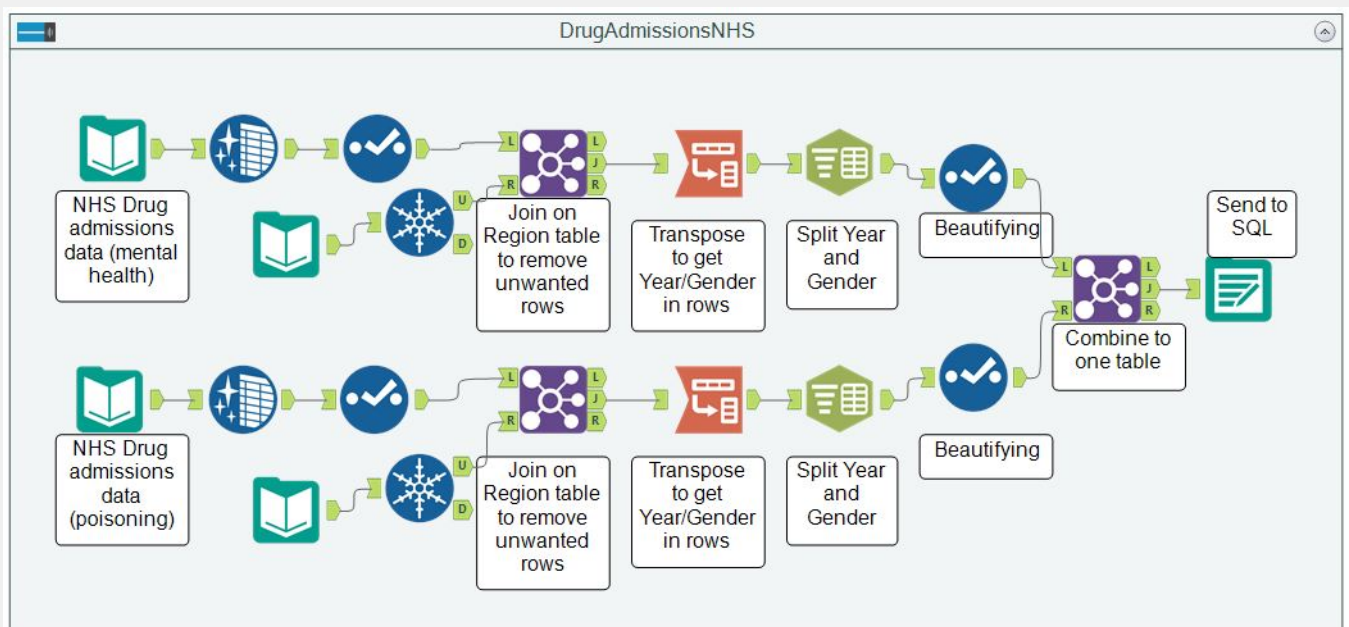 DrugAdmissionsNHS
L
R
L
J
R
U
D
NHS Drug
admissions
data (mental
health)
Join on
Region table
to remove
unwanted
rows
Transpose
to get
Year/Gender
in rows
Split Year
and
Gender
Beautifying
Send to
SQL
L
R
L
J
R
Combine to
one table
L
R
L
J
R
U
D
NHS Drug
admissions
data
(poisoning)
Join on
Region table
to remove
unwanted
rows
Transpose
to get
Year/Gender
in rows
Split Year
and
Gender
Beautifying